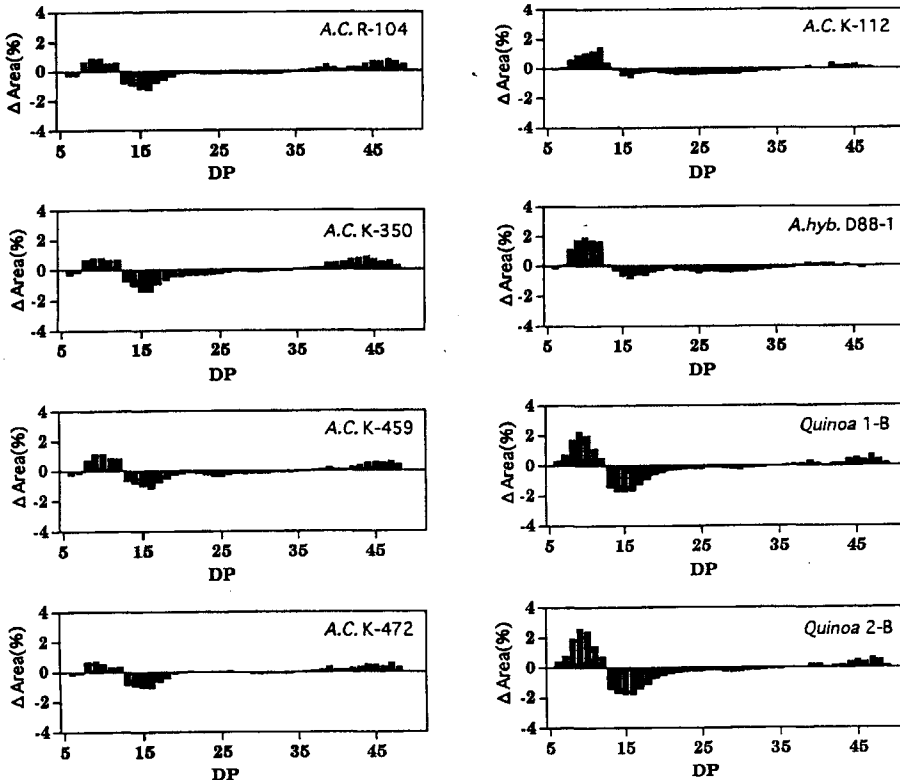 A.C. R-104
4
2
0
-2
-4
Δ Area(%)
5 15 25 35 45
DP
A.C. K-112
4
2
0
-2
-4
Δ Area(%)
5 15 25 35 45
DP
A.C. K-350
4
2
0
-2
-4
Δ Area(%)
5 15 25 35 45
DP
A.hyb. D88-1
4
2
0
-2
-4
Δ Area(%)
5 15 25 35 45
DP
A.C. K-459
4
2
0
-2
-4
Δ Area(%)
5 15 25 35 45
DP
Quinoa 1-B
4
2
0
-2
-4
Δ Area(%)
5 15 25 35 45
DP
A.C. K-472
4
2
0
-2
-4
Δ Area(%)
5 15 25 35 45
DP
Quinoa 2-B
4
2
0
-2
-4
Δ Area(%)
5 15 25 35 45
DP